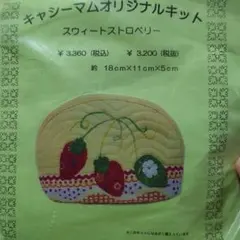 キャシーマムオリジナルキット
スウィートストロベリー
￥3,360(税込) ￥3,200(税抜)
約 18cm×11cm×5cm